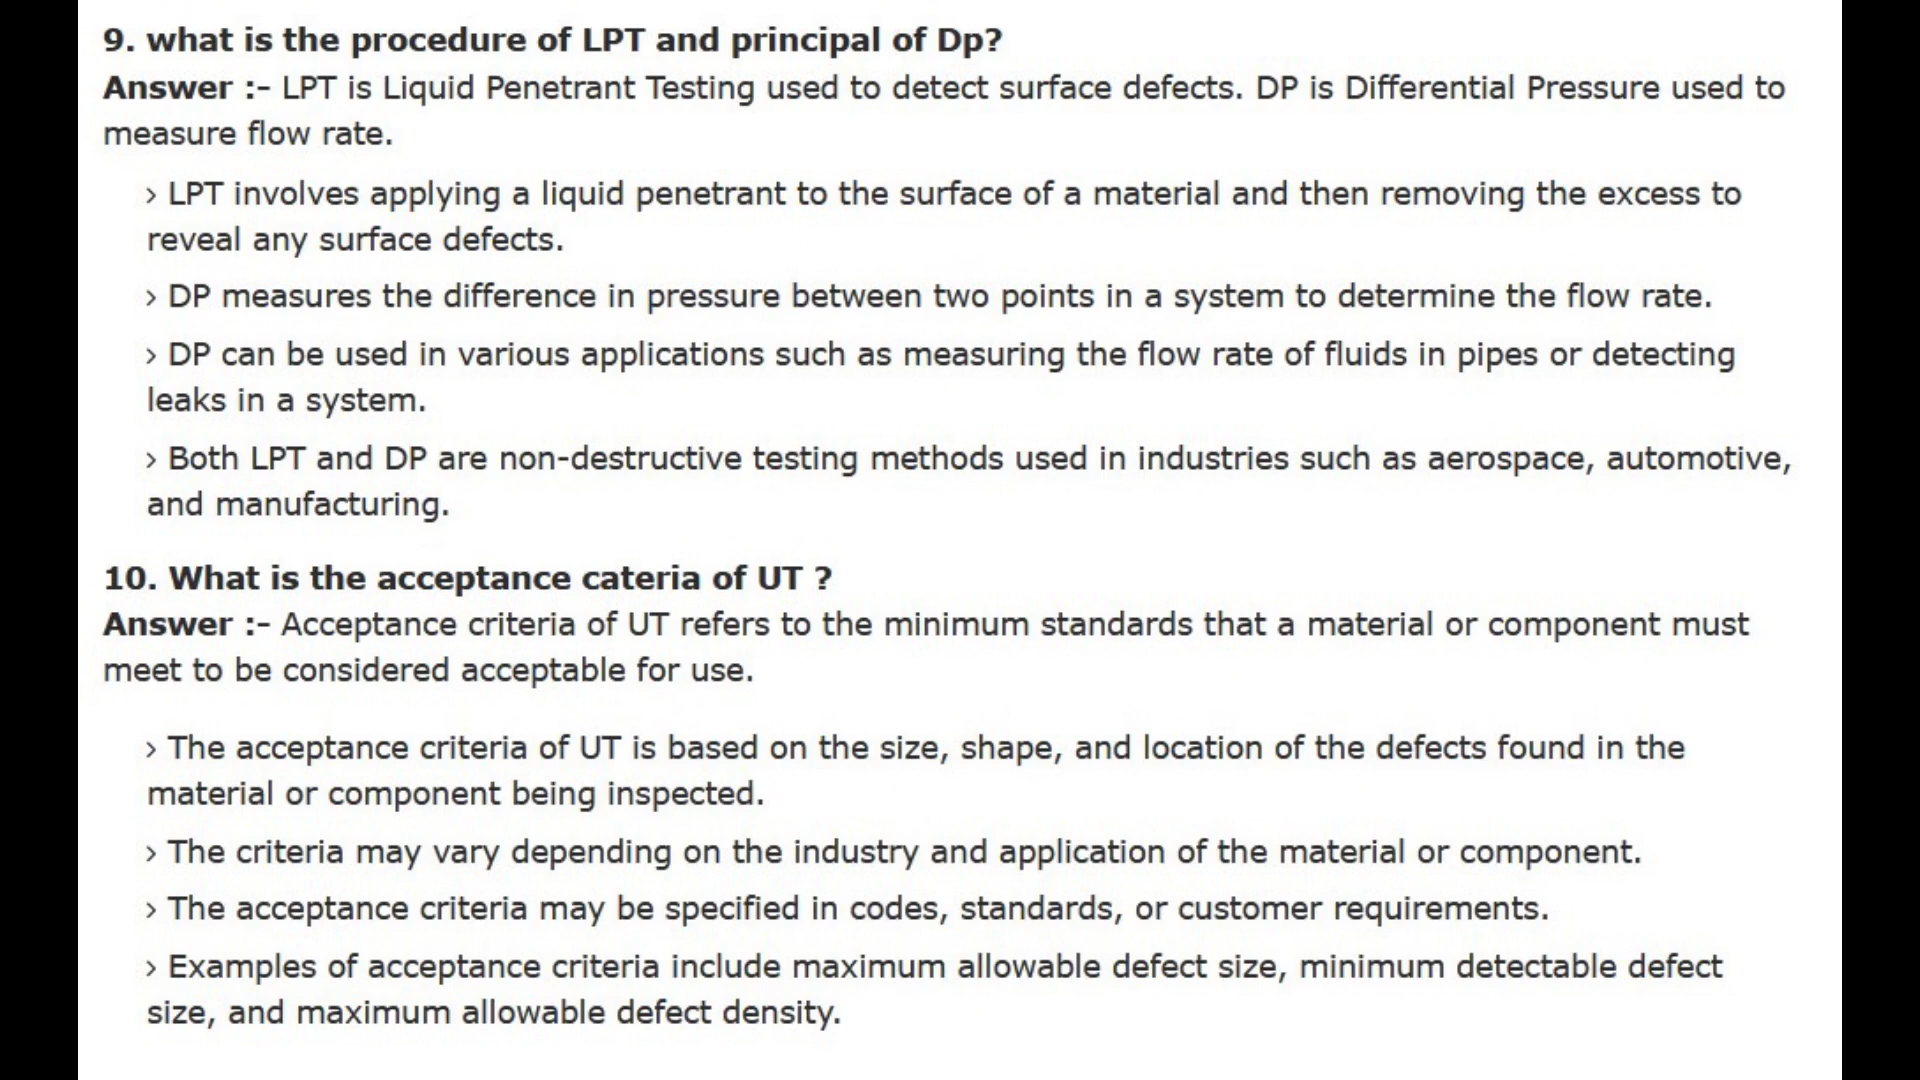 9. what is the procedure of LPT and principal of Dp?
Answer :- LPT is Liquid Penetrant Testing used to detect surface defects. DP is Differential Pressure used to
measure flow rate.
› LPT involves applying a liquid penetrant to the surface of a material and then removing the excess to
reveal any surface defects.
› DP measures the difference in pressure between two points in a system to determine the flow rate.
› DP can be used in various applications such as measuring the flow rate of fluids in pipes or detecting
leaks in a system.
› Both LPT and DP are non-destructive testing methods used in industries such as aerospace, automotive,
and manufacturing.
10. What is the acceptance cateria of UT ?
Answer :- Acceptance criteria of UT refers to the minimum standards that a material or component must
meet to be considered acceptable for use.
› The acceptance criteria of UT is based on the size, shape, and location of the defects found in the
material or component being inspected.
› The criteria may vary depending on the industry and application of the material or component.
› The acceptance criteria may be specified in codes, standards, or customer requirements.
› Examples of acceptance criteria include maximum allowable defect size, minimum detectable defect
size, and maximum allowable defect density.